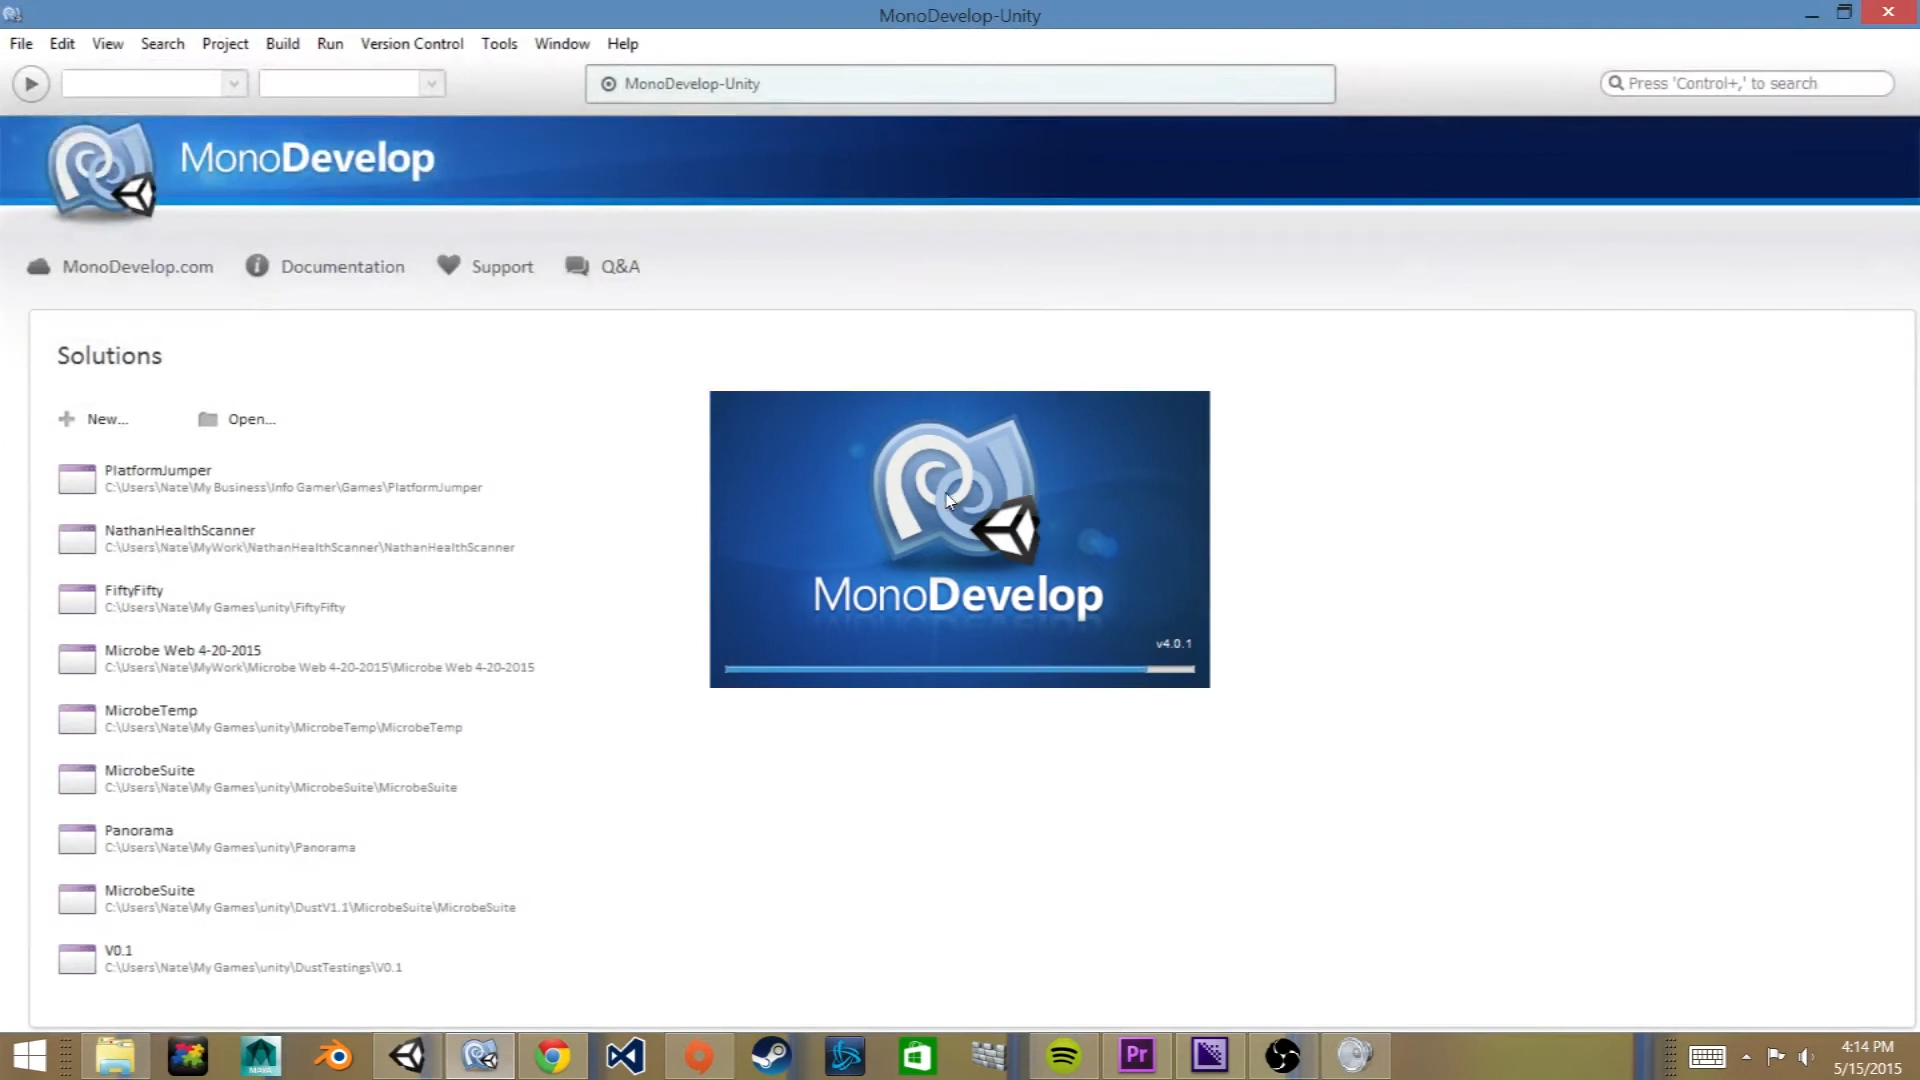 MonoDevelop-Unity
File Edit View Search Project Build Run Version Control Tools Window Help
MonoDevelop-Unity
Press 'Control+,' to search
MonoDevelop
MonoDevelop.com Documentation Support Q&A
Solutions
New... Open...
PlatformJumper
C:\Users\Nate\My Business\Info Gamer\Games\PlatformJumper
NathanHealthScanner
C:\Users\Nate\MyWork\NathanHealthScanner\NathanHealthScanner
FiftyFifty
C:\Users\Nate\My Games\unity\FiftyFifty
Microbe Web 4-20-2015
C:\Users\Nate\MyWork\Microbe Web 4-20-2015\Microbe Web 4-20-2015
MicrobeTemp
C:\Users\Nate\My Games\unity\MicrobeTemp\MicrobeTemp
MicrobeSuite
C:\Users\Nate\My Games\unity\MicrobeSuite\MicrobeSuite
Panorama
C:\Users\Nate\My Games\unity\Panorama
MicrobeSuite
C:\Users\Nate\My Games\unity\DustV1.1\MicrobeSuite\MicrobeSuite
V0.1
C:\Users\Nate\My Games\unity\DustTestings\V0.1
MonoDevelop
v4.0.1
MAYA
Pr
4:14 PM
5/15/2015